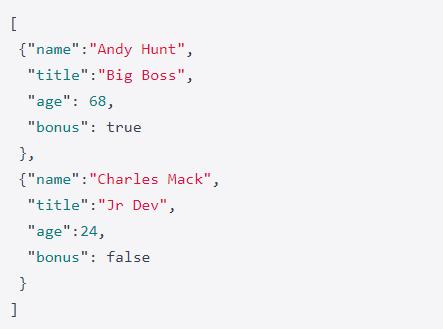 [
 {"name":"Andy Hunt",
  "title":"Big Boss",
  "age": 68,
  "bonus": true
 },
 {"name":"Charles Mack",
  "title":"Jr Dev",
  "age":24,
  "bonus": false
 }
]